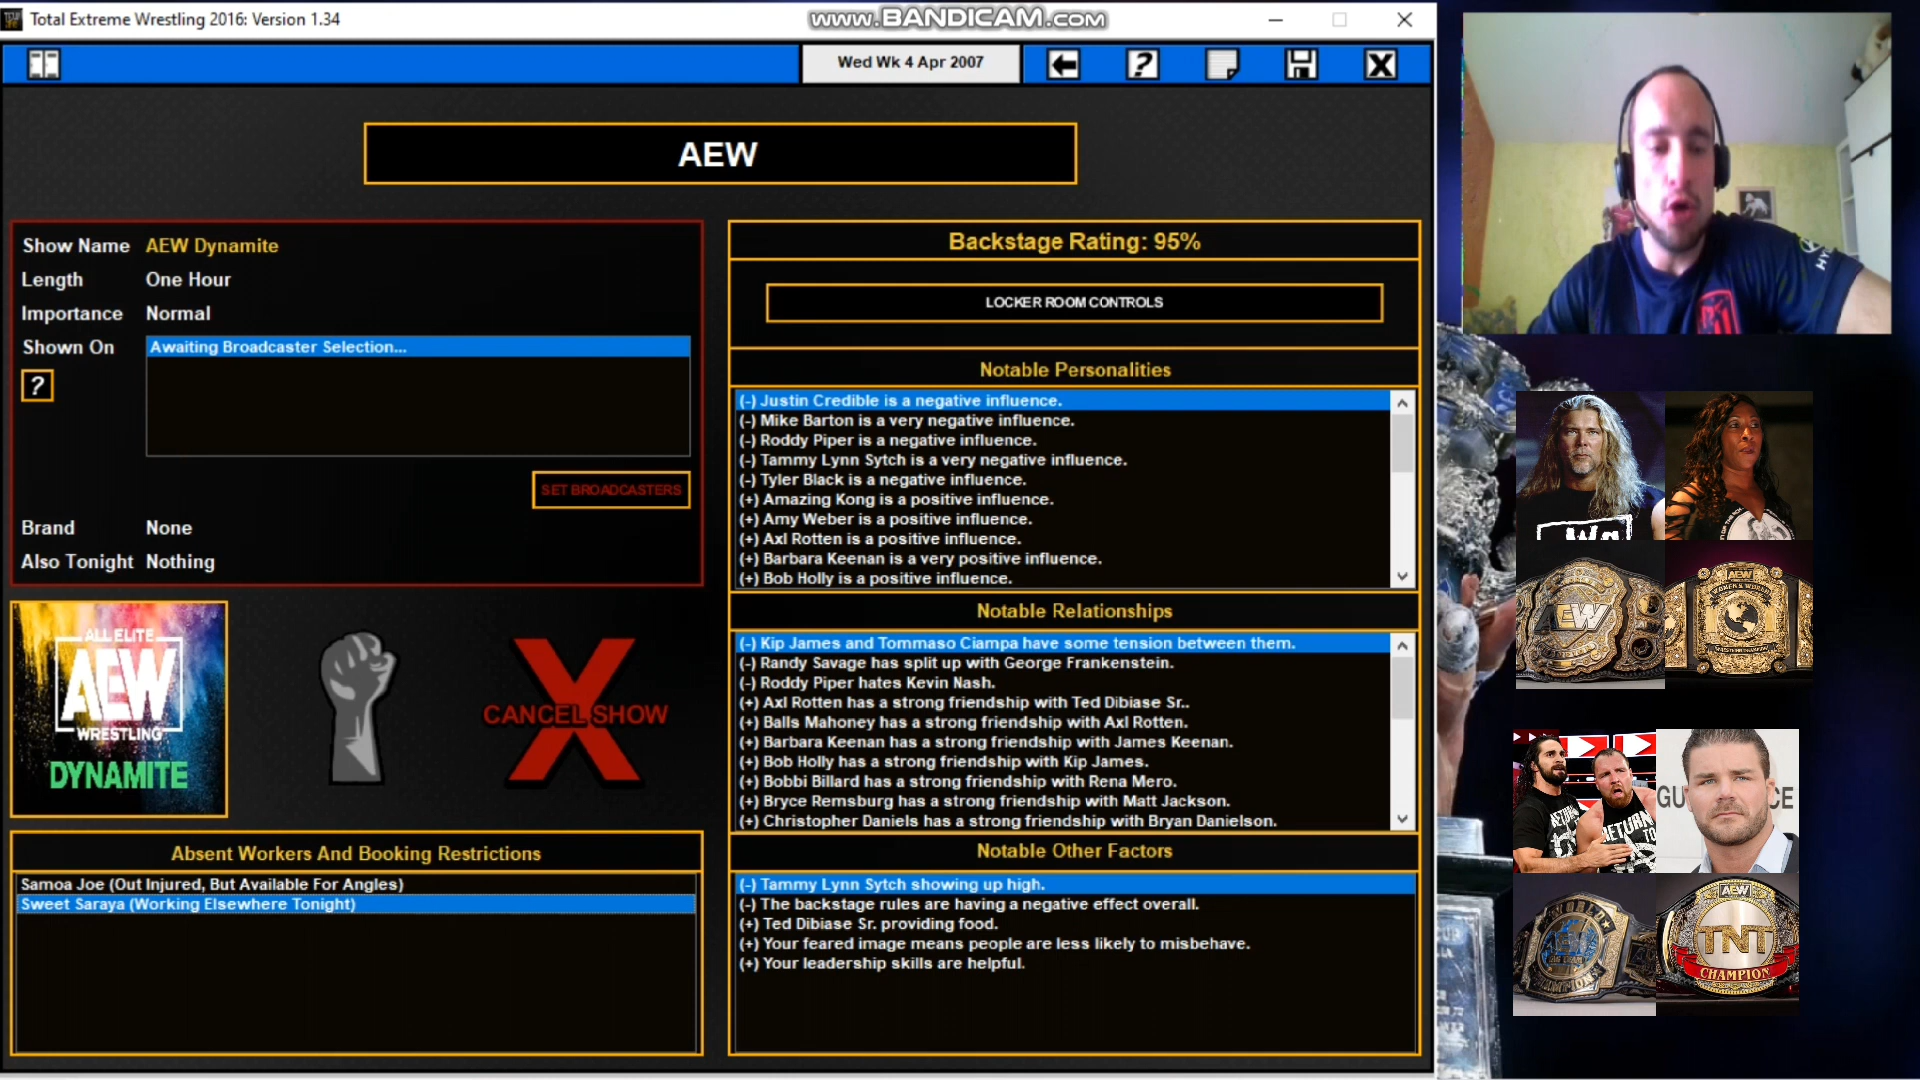 Total Extreme Wrestling 2016: Version 1.34
www.BANDICAM.com
Wed Wk 4 Apr 2007
AEW
Show Name AEW Dynamite
Length One Hour
Importance Normal
Shown On Awaiting Broadcaster Selection...
?
SET BROADCASTERS
Brand None
Also Tonight Nothing
ALL ELITE
AEW
WRESTLING
DYNAMITE
CANCEL SHOW
Absent Workers And Booking Restrictions
Samoa Joe (Out Injured, But Available For Angles)
Sweet Saraya (Working Elsewhere Tonight)
Backstage Rating: 95%
LOCKER ROOM CONTROLS
Notable Personalities
(-) Justin Credible is a negative influence.
(-) Mike Barton is a very negative influence.
(-) Roddy Piper is a negative influence.
(-) Tammy Lynn Sytch is a very negative influence.
(-) Tyler Black is a negative influence.
(+) Amazing Kong is a positive influence.
(+) Amy Weber is a positive influence.
(+) Axl Rotten is a positive influence.
(+) Barbara Keenan is a very positive influence.
(+) Bob Holly is a positive influence.
Notable Relationships
(-) Kip James and Tommaso Ciampa have some tension between them.
(-) Randy Savage has split up with George Frankenstein.
(-) Roddy Piper hates Kevin Nash.
(+) Axl Rotten has a strong friendship with Ted Dibiase Sr..
(+) Balls Mahoney has a strong friendship with Axl Rotten.
(+) Barbara Keenan has a strong friendship with James Keenan.
(+) Bob Holly has a strong friendship with Kip James.
(+) Bobbi Billard has a strong friendship with Rena Mero.
(+) Bryce Remsburg has a strong friendship with Matt Jackson.
(+) Christopher Daniels has a strong friendship with Bryan Danielson.
Notable Other Factors
(-) Tammy Lynn Sytch showing up high.
(-) The backstage rules are having a negative effect overall.
(+) Ted Dibiase Sr. providing food.
(+) Your feared image means people are less likely to misbehave.
(+) Your leadership skills are helpful.
HY
AEW
AEW
RETURN
TO
GU CE
WORLD
AEW
TNT
CHAMPION